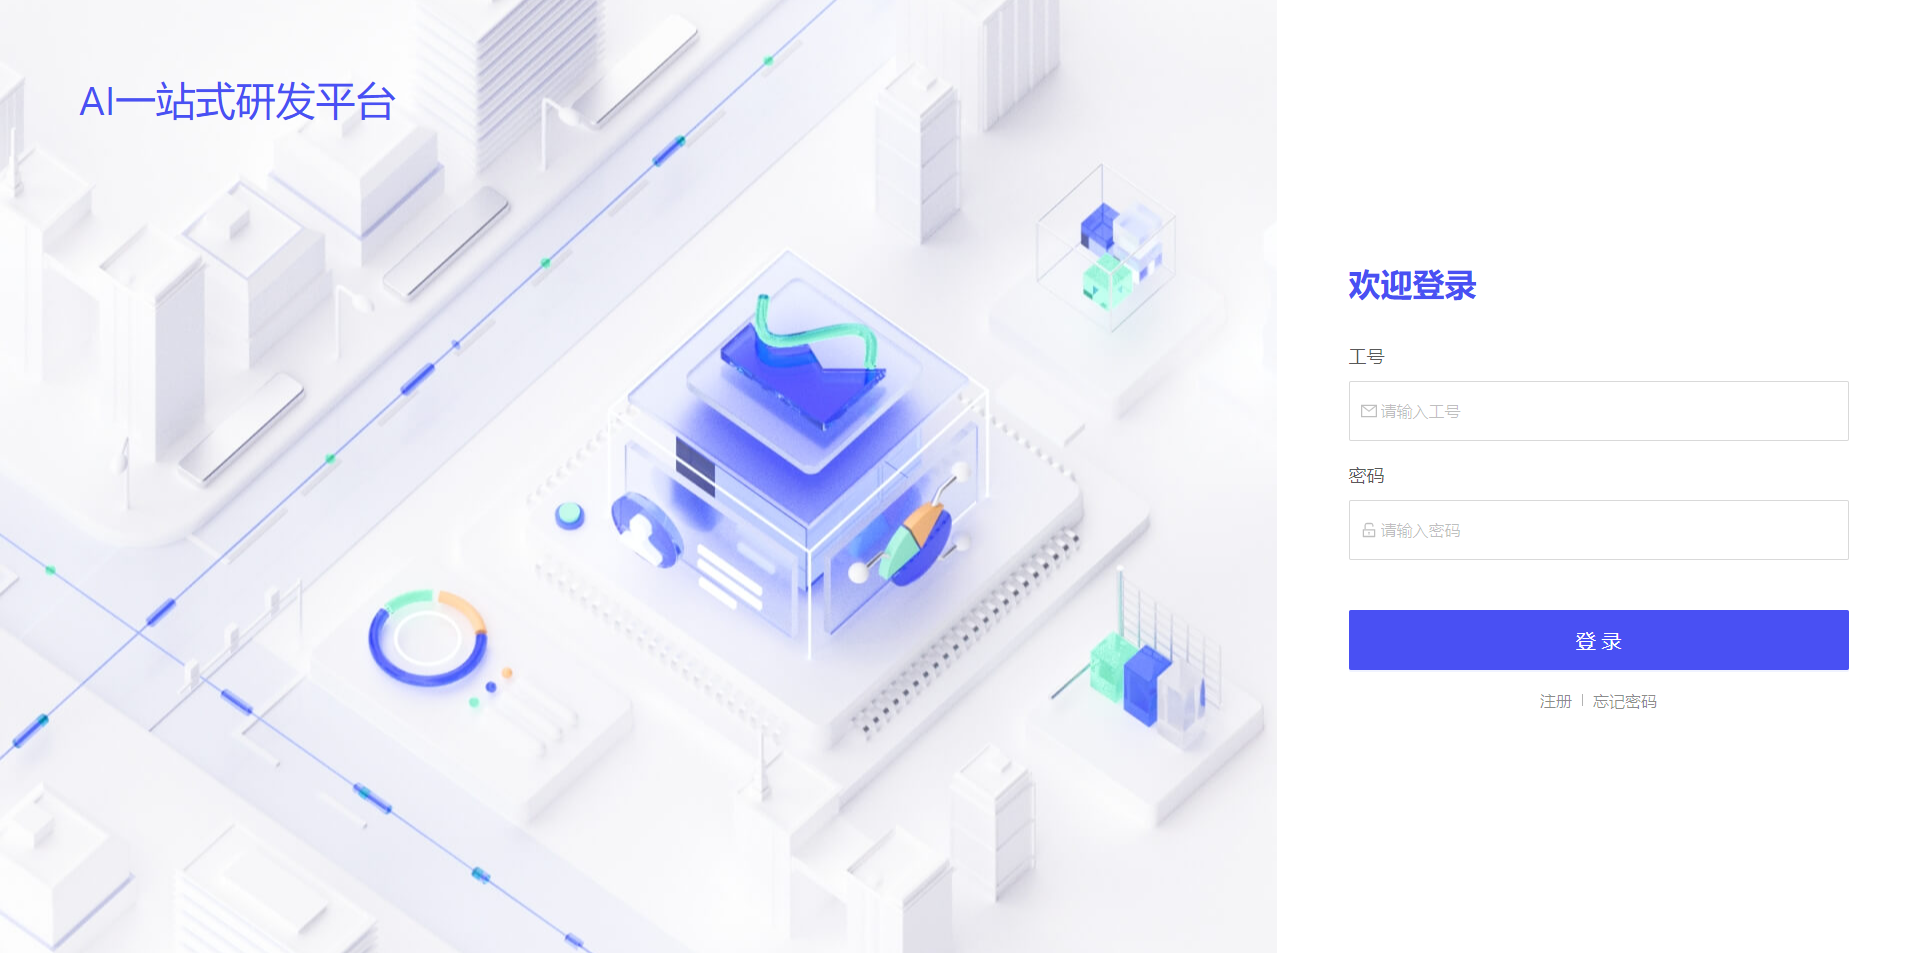 AI一站式研发平台
欢迎登录
工号
请输入工号
密码
请输入密码
登 录
注册 | 忘记密码